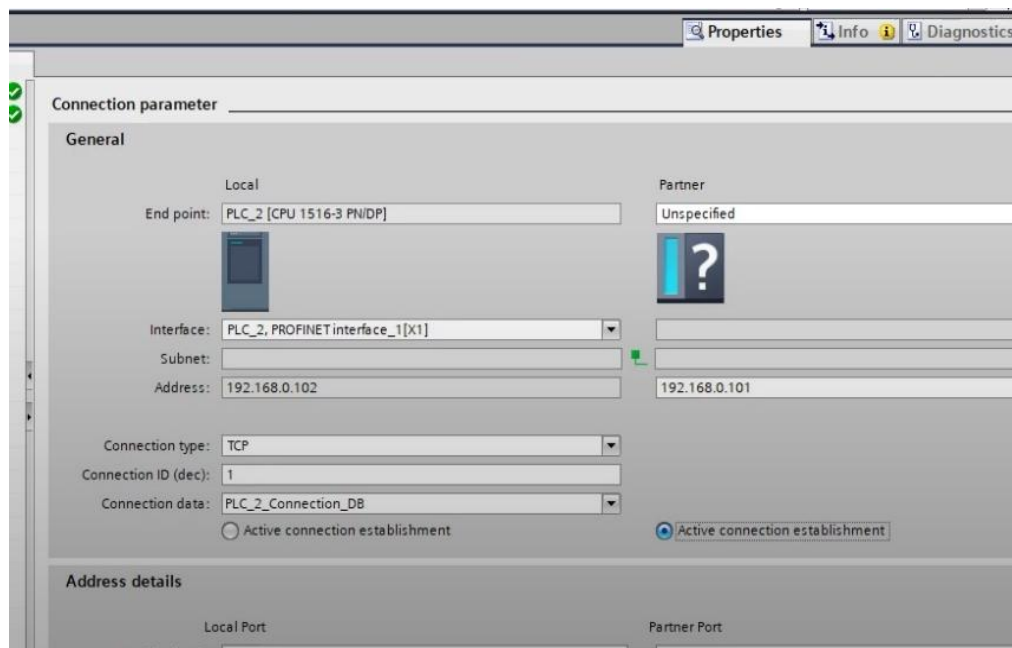 Properties Info Diagnostics
Connection parameter
General
Local Partner
End point: PLC_2 [CPU 1516-3 PN/DP] Unspecified
?
Interface: PLC_2, PROFINET interface_1[X1]
Subnet:
Address: 192.168.0.102 192.168.0.101
Connection type: TCP
Connection ID (dec): 1
Connection data: PLC_2_Connection_DB
Active connection establishment Active connection establishment
Address details
Local Port Partner Port